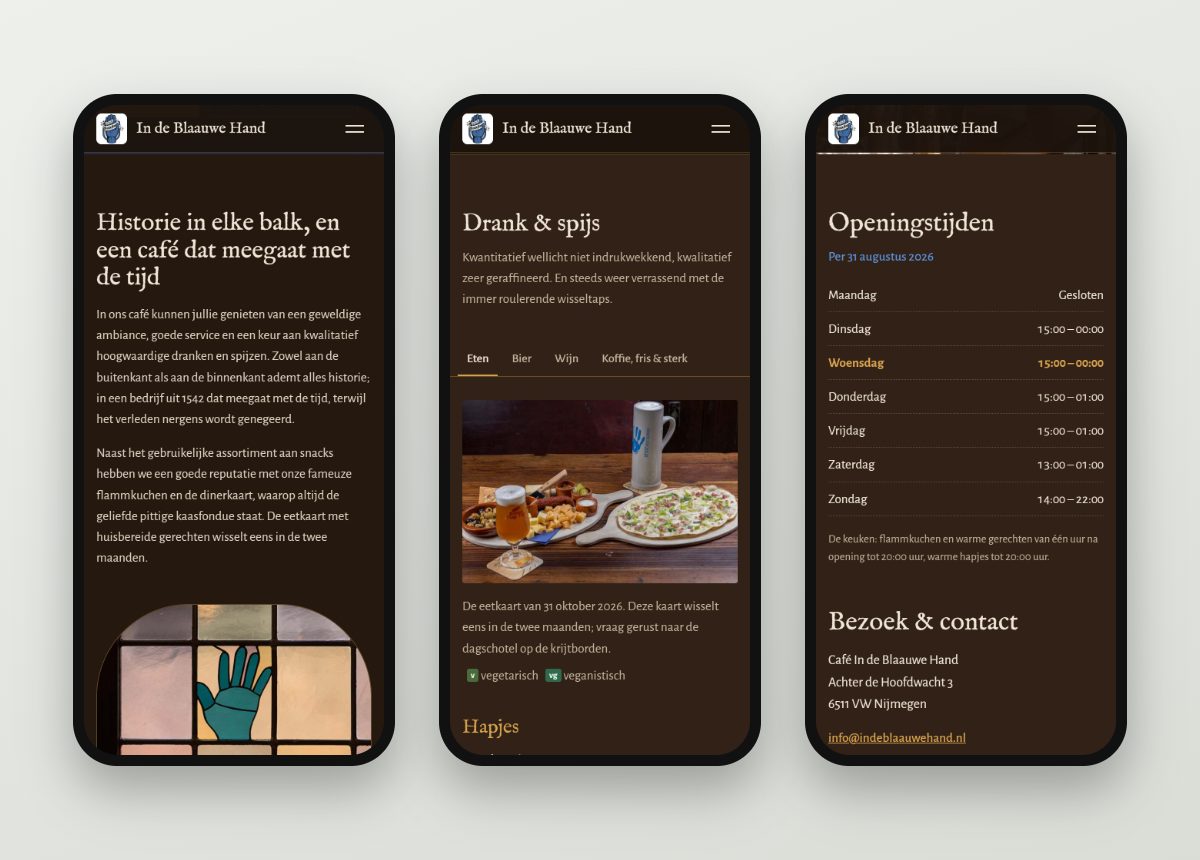 In de Blaauwe Hand
Historie in elke balk, en
een café dat meegaat met
de tijd
In ons café kunnen jullie genieten van een geweldige
ambiance, goede service en een keur aan kwalitatief
hoogwaardige dranken en spijzen. Zowel aan de
buitenkant als aan de binnenkant ademt alles historie;
in een bedrijf uit 1542 dat meegaat met de tijd, terwijl
het verleden nergens wordt genegeerd.
Naast het gebruikelijke assortiment aan snacks
hebben we een goede reputatie met onze fameuze
flammkuchen en de dinerkaart, waarop altijd de
geliefde pittige kaasfondue staat. De eetkaart met
huisbereide gerechten wisselt eens in de twee
maanden.
In de Blaauwe Hand
Drank & spijs
Kwantitatief wellicht niet indrukwekkend, kwalitatief
zeer geraffineerd. En steeds weer verrassend met de
immer roulerende wisseltaps.
Eten Bier Wijn Koffie, fris & sterk
De eetkaart van 31 oktober 2026. Deze kaart wisselt
eens in de twee maanden; vraag gerust naar de
dagschotel op de krijtborden.
v vegetarisch vg veganistisch
Hapjes
In de Blaauwe Hand
Openingstijden
Per 31 augustus 2026
Maandag Gesloten
Dinsdag 15:00–00:00
Woensdag 15:00–00:00
Donderdag 15:00–01:00
Vrijdag 15:00–01:00
Zaterdag 13:00–01:00
Zondag 14:00–22:00
De keuken: flammkuchen en warme gerechten van één uur na
opening tot 20:00 uur, warme hapjes tot 20:00 uur.
Bezoek & contact
Café In de Blaauwe Hand
Achter de Hoofdwacht 3
6511 VW Nijmegen
info@indeblaauwehand.nl